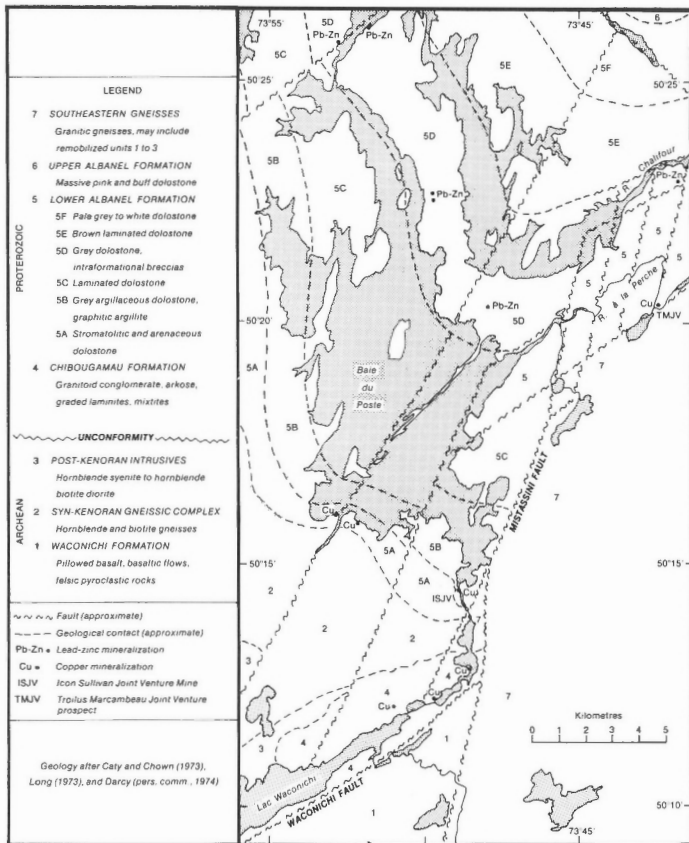 LEGEND
7 SOUTHEASTERN GNEISSES
Granitic gneisses, may include
remobilized units 1 to 3
6 UPPER ALBANEL FORMATION
Massive pink and buff dolostone
5 LOWER ALBANEL FORMATION
5F Pale grey to white dolostone
5E Brown laminated dolostone
5D Grey dolostone,
intraformational breccias
5C Laminated dolostone
5B Grey argillaceous dolostone,
graphitic argillite
5A Stromatolitic and arenaceous
dolostone
4 CHIBOUGAMAU FORMATION
Granitoid conglomerate, arkose,
graded laminites, mixtites
PROTEROZOIC
UNCONFORMITY
3 POST-KENORAN INTRUSIVES
Hornblende syenite to hornblende
biotite diorite
2 SYN-KENORAN GNEISSIC COMPLEX
Hornblende and biotite gneisses
1 WACONICHI FORMATION
Pillowed basalt, basaltic flows,
felsic pyroclastic rocks
ARCHEAN
Fault (approximate)
Geological contact (approximate)
Pb-Zn Lead-zinc mineralization
Cu Copper mineralization
ISJV Icon Sullivan Joint Venture Mine
TMJV Troilus Marcambeau Joint Venture
prospect
Geology after Caty and Chown (1973),
Long (1973), and Darcy (pers. comm., 1974)
73°55'
5D
73°45'
6
Pb-Zn
Pb-Zn
5C
5E
5F
50°25'
50°25'
5D
5E
5B
5C
R. Chalifour
Pb-Zn
Pb-Zn
5
5
5
5
R. à la Perche
Cu
TMJV
50°20'
Pb-Zn
5D
50°20'
5A
5
7
Baie
du
Poste
5B
5C
MISTASSINI FAULT
7
Cu
Cu
5A
5B
50°15'
50°15'
5A
ISJV
Cu
2
2
2
3
4
Cu
4
Cu
Cu
7
Kilometres
0 1 2 3 4 5
3
4
1
4
Lac Waconichi
WACONICHI FAULT
1
50°10'
73°55'
73°45'